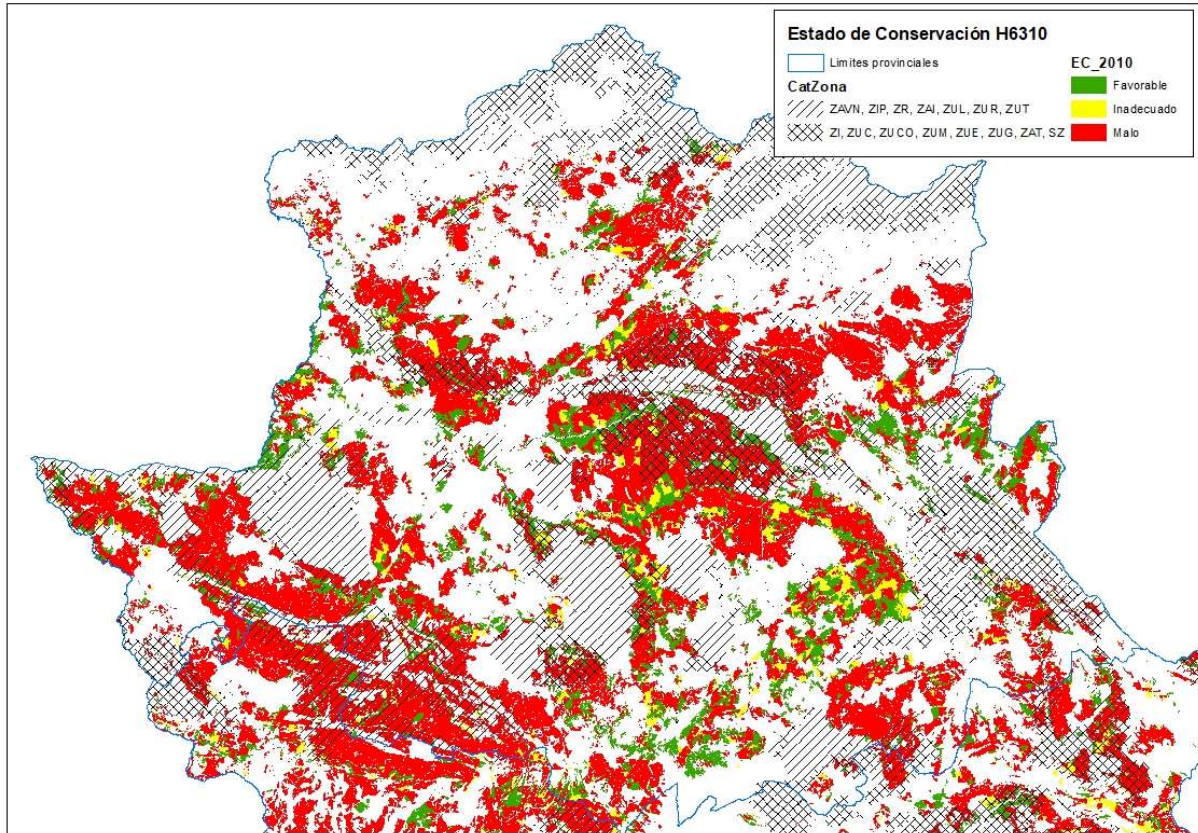 Estado de Conservación H6310
Limites provinciales
CatZona
ZAVN, ZIP, ZR, ZAI, ZUL, ZUR, ZUT
ZI, ZUC, ZUCO, ZUM, ZUE, ZUG, ZAT, SZ
EC_2010
Favorable
Inadecuado
Malo